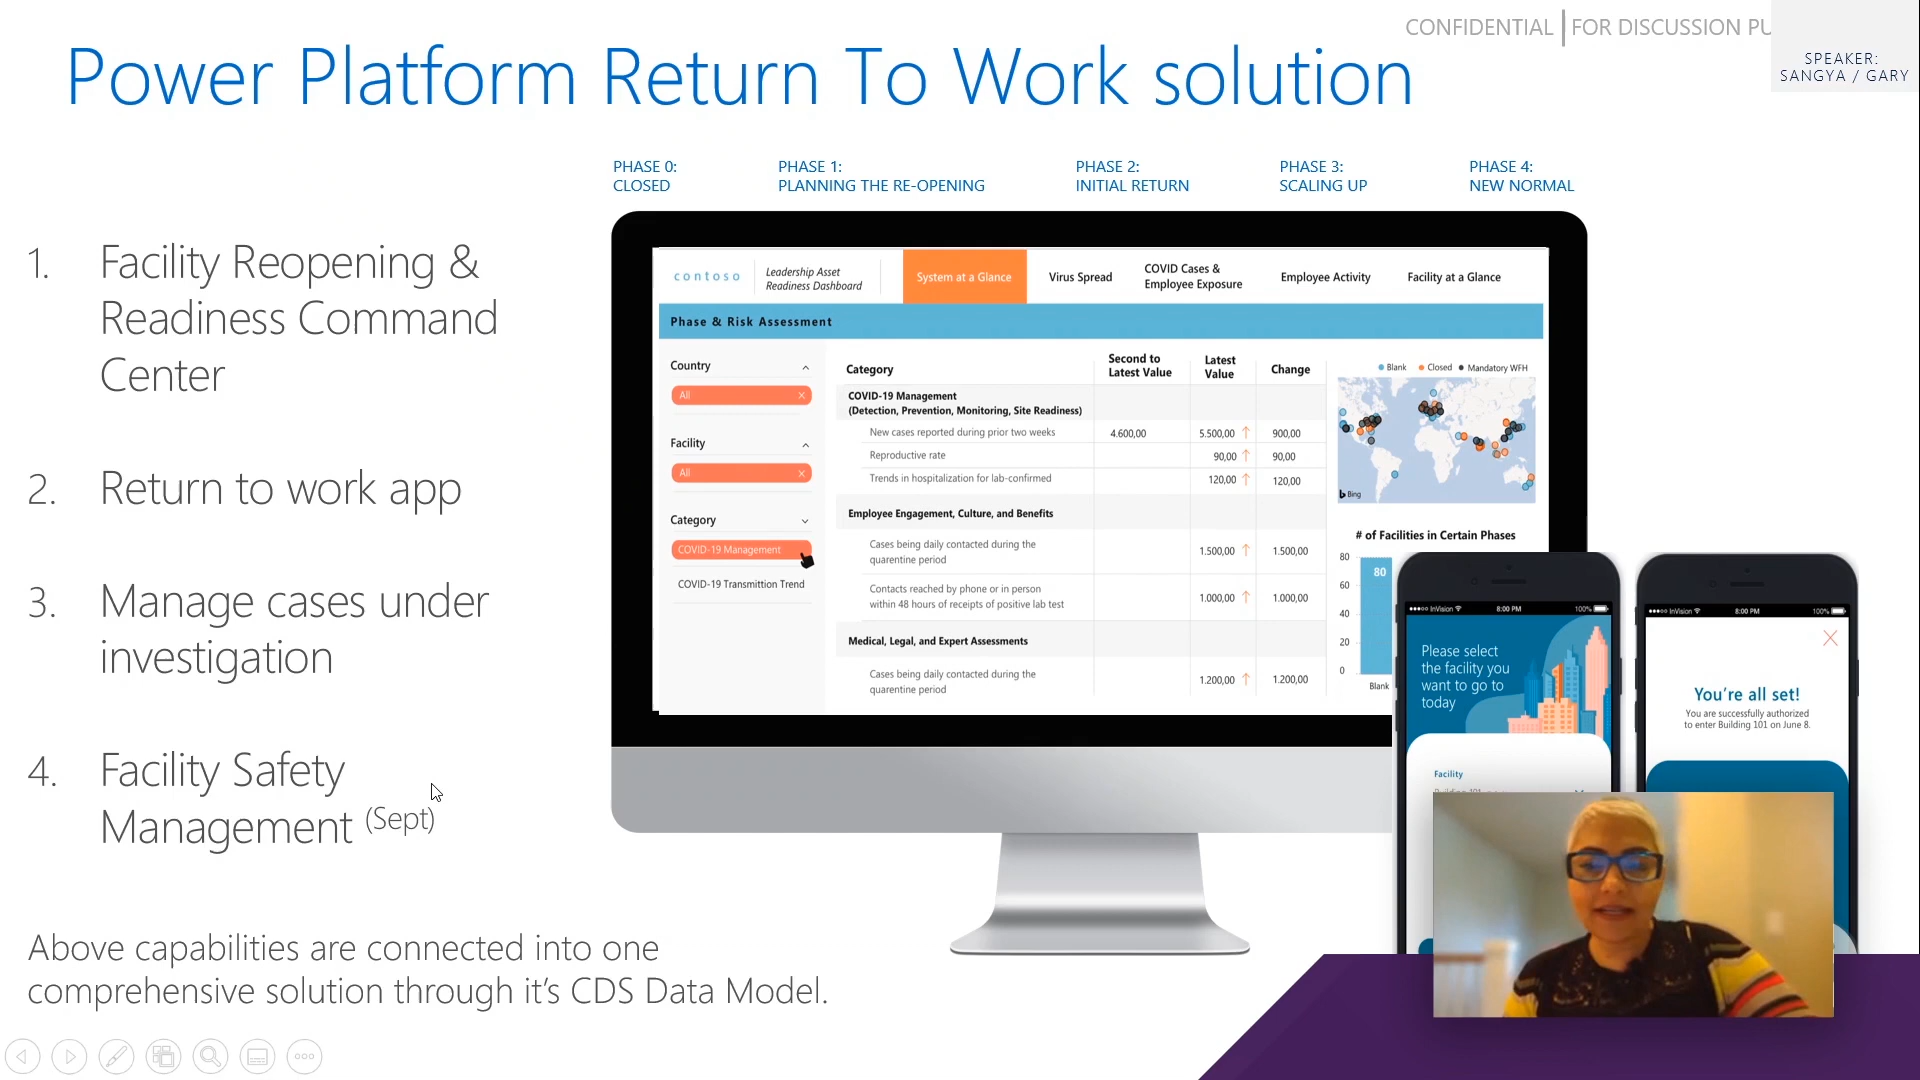 CONFIDENTIAL FOR DISCUSSION PU
SPEAKER:
SANGYA / GARY
Power Platform Return To Work solution
PHASE 0:
CLOSED
PHASE 1:
PLANNING THE RE-OPENING
PHASE 2:
INITIAL RETURN
PHASE 3:
SCALING UP
PHASE 4:
NEW NORMAL
1. Facility Reopening &
Readiness Command
Center
2. Return to work app
3. Manage cases under
investigation
4. Facility Safety
Management (Sept)
Above capabilities are connected into one
comprehensive solution through it's CDS Data Model.
contoso
Leadership Asset
Readiness Dashboard
System at a Glance
Virus Spread
COVID Cases &
Employee Exposure
Employee Activity
Facility at a Glance
Phase & Risk Assessment
Country
All
Facility
All
Category
COVID-19 Management
COVID-19 Transmittion Trend
Category Second to Latest Value Latest Value Change
COVID-19 Management
(Detection, Prevention, Monitoring, Site Readiness)
New cases reported during prior two weeks 4.600,00 5.500,00 900,00
Reproductive rate 90,00 90,00
Trends in hospitalization for lab-confirmed 120,00 120,00
Employee Engagement, Culture, and Benefits
Cases being daily contacted during the
quarentine period 1.500,00 1.500,00
Contacts reached by phone or in person
within 48 hours of receipts of positive lab test 1.000,00 1.000,00
Medical, Legal, and Expert Assessments
Cases being daily contacted during the
quarentine period 1.200,00 1.200,00
Blank Closed Mandatory WFH
Bing
# of Facilities in Certain Phases
80
60
40
20
0
80
Blank
InVision 8:00 PM 100%
Please select
the facility you
want to go to
today
Facility
InVision 8:00 PM 100%
You're all set!
You are successfully authorized
to enter Building 101 on June 8.